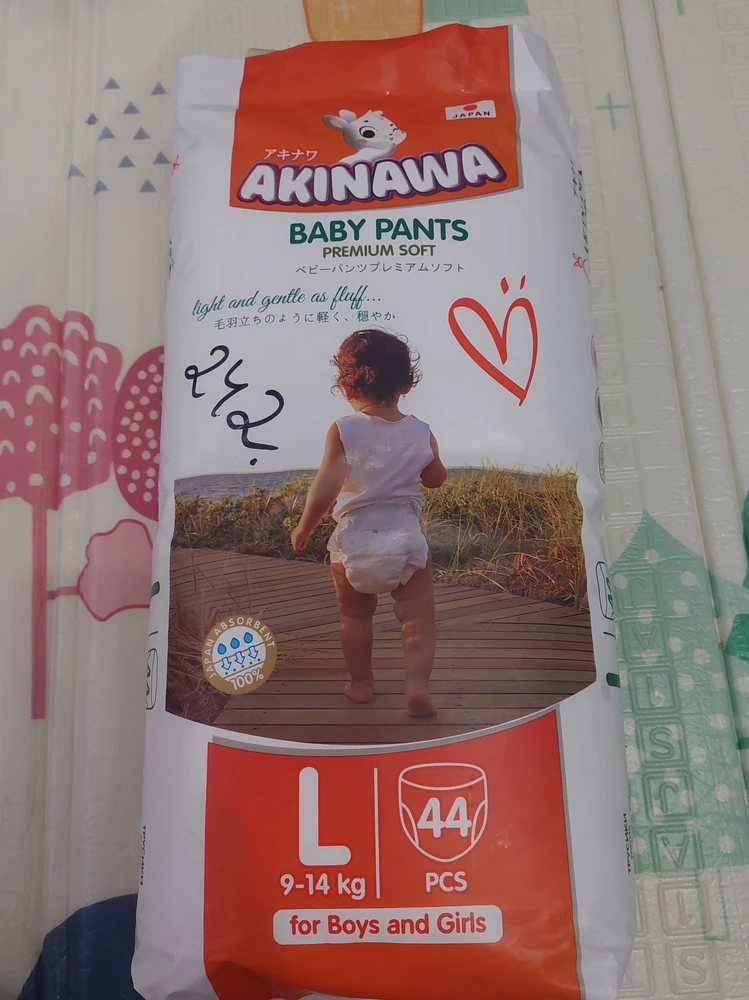 JAPAN
アキナワ
AKINAWA
BABY PANTS
PREMIUM SOFT
ベビーパンツプレミアムソフト
light and gentle as fluff...
毛羽立ちのように軽く、穏やか
242.
JAPAN ABSORBENT
100%
L
9-14 kg
44
PCS
for Boys and Girls